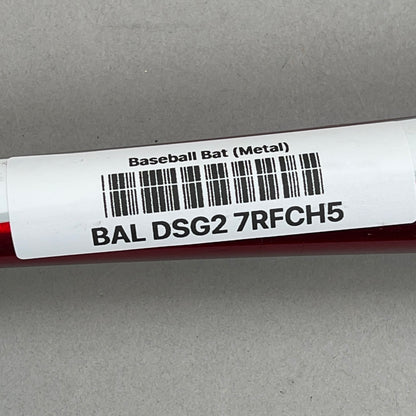 Baseball Bat (Metal)
BAL DSG2 7RFCH5